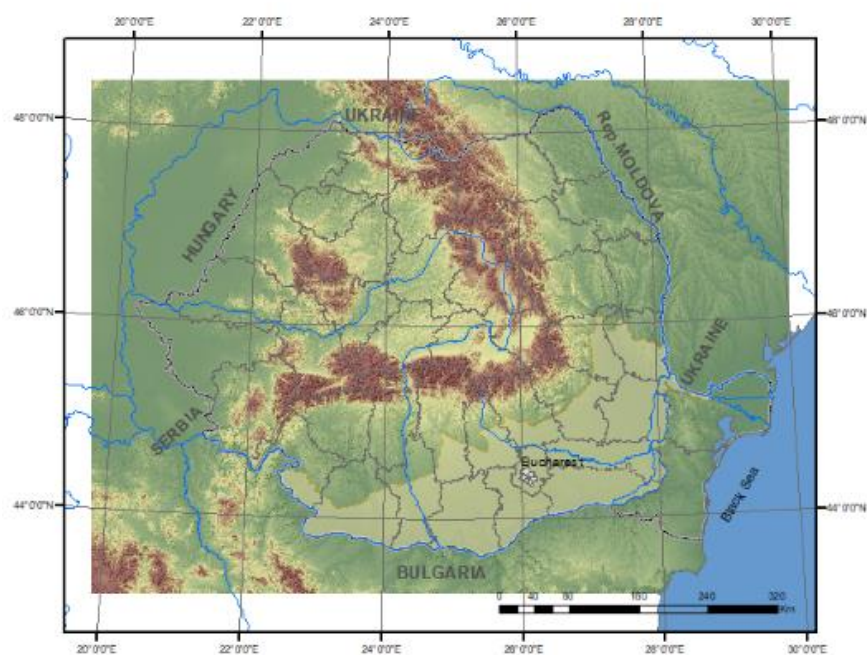 20°0'0"E 22°0'0"E 24°0'0"E 26°0'0"E 28°0'0"E 30°0'0"E
48°0'0"N UKRAINE 48°0'0"N
Rep MOLDOVA
HUNGARY
46°0'0"N 46°0'0"N
UKRAINE
SERBIA
Bucharest
44°0'0"N Black Sea 44°0'0"N
BULGARIA
0 40 80 160 240 320
Km
20°0'0"E 22°0'0"E 24°0'0"E 26°0'0"E 28°0'0"E 30°0'0"E